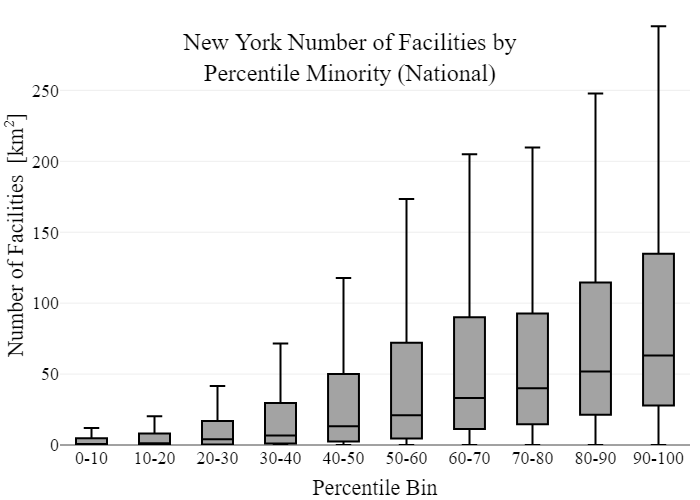 New York Number of Facilities by
Percentile Minority (National)
Number of Facilities [km²]
250
200
150
100
50
0
0-10 10-20 20-30 30-40 40-50 50-60 60-70 70-80 80-90 90-100
Percentile Bin